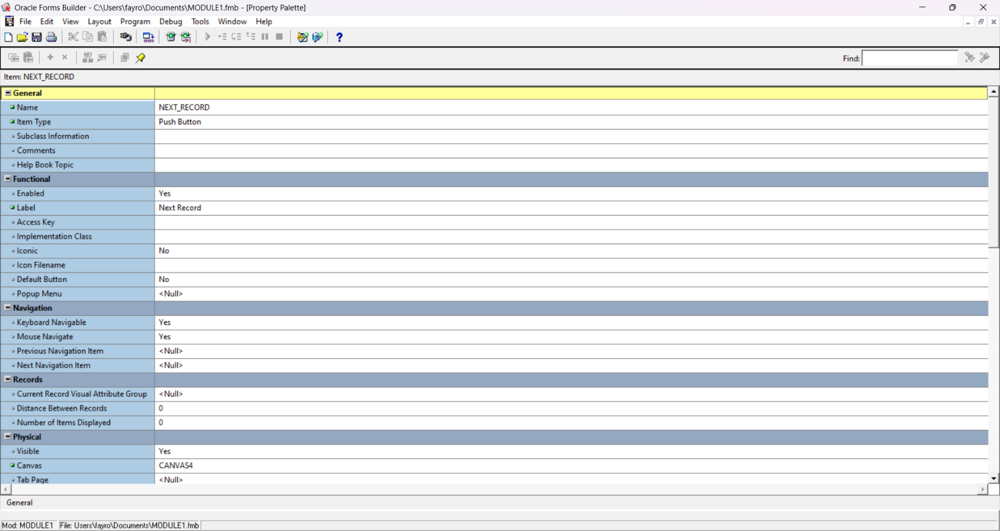 Oracle Forms Builder - C:\Users\fayro\Documents\MODULE1.fmb - [Property Palette]
File Edit View Layout Program Debug Tools Window Help
Find:
Item: NEXT_RECORD
General
Name NEXT_RECORD
Item Type Push Button
Subclass Information
Comments
Help Book Topic
Functional
Enabled Yes
Label Next Record
Access Key
Implementation Class
Iconic No
Icon Filename
Default Button No
Popup Menu <Null>
Navigation
Keyboard Navigable Yes
Mouse Navigate Yes
Previous Navigation Item <Null>
Next Navigation Item <Null>
Records
Current Record Visual Attribute Group <Null>
Distance Between Records 0
Number of Items Displayed 0
Physical
Visible Yes
Canvas CANVAS4
Tab Page <Null>
General
Mod: MODULE1 File: Users\fayro\Documents\MODULE1.fmb